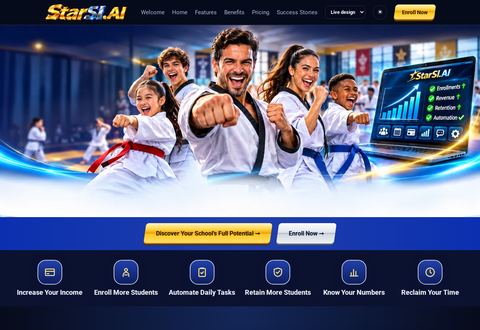 StarSI.AI
Welcome Home Features Benefits Pricing Success Stories
Live design
Enroll Now
StarSI.AI
Enrollments
Revenue
Retention
Automation
Discover Your School's Full Potential →
Enroll Now →
Increase Your Income
Enroll More Students
Automate Daily Tasks
Retain More Students
Know Your Numbers
Reclaim Your Time